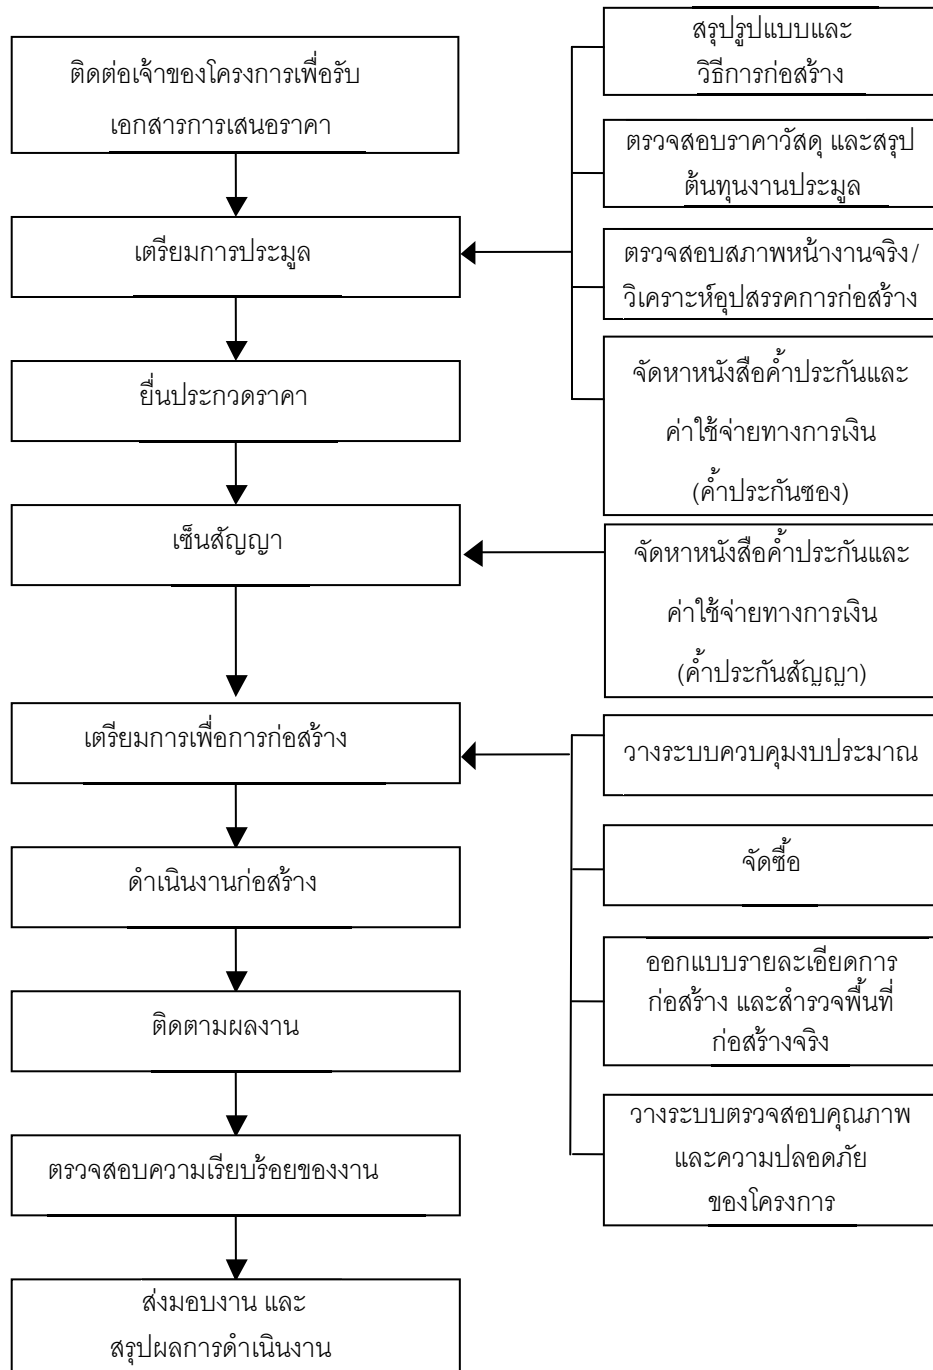 ติดต่อเจ้าของโครงการเพื่อรับ
เอกสารการเสนอราคา
เตรียมการประมูล
ยื่นประกวดราคา
เซ็นสัญญา
เตรียมการเพื่อการก่อสร้าง
ดำเนินงานก่อสร้าง
ติดตามผลงาน
ตรวจสอบความเรียบร้อยของงาน
ส่งมอบงาน และ
สรุปผลการดำเนินงาน
สรุปรูปแบบและ
วิธีการก่อสร้าง
ตรวจสอบราคาวัสดุ และสรุป
ต้นทุนงานประมูล
ตรวจสอบสภาพหน้างานจริง/
วิเคราะห์อุปสรรคการก่อสร้าง
จัดหาหนังสือค้ำประกันและ
ค่าใช้จ่ายทางการเงิน
(ค้ำประกันซอง)
จัดหาหนังสือค้ำประกันและ
ค่าใช้จ่ายทางการเงิน
(ค้ำประกันสัญญา)
วางระบบควบคุมงบประมาณ
จัดซื้อ
ออกแบบรายละเอียดการ
ก่อสร้าง และสำรวจพื้นที่
ก่อสร้างจริง
วางระบบตรวจสอบคุณภาพ
และความปลอดภัย
ของโครงการ